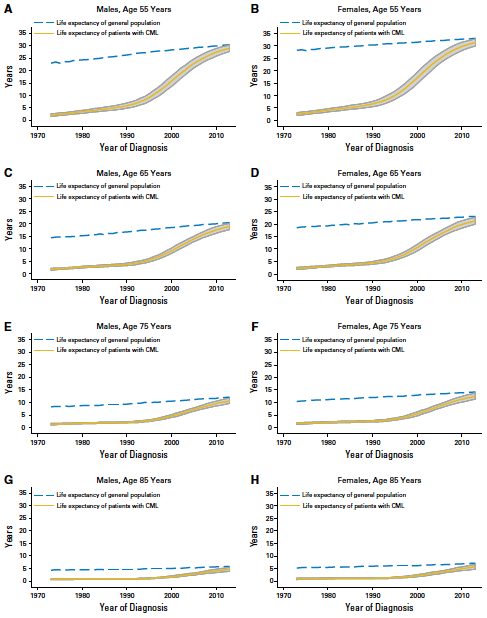 A Males, Age 55 Years
Life expectancy of general population
Life expectancy of patients with CML
35
30
25
20
15
10
5
0
Years
1970 1980 1990 2000 2010
Year of Diagnosis
B Females, Age 55 Years
Life expectancy of general population
Life expectancy of patients with CML
35
30
25
20
15
10
5
0
Years
1970 1980 1990 2000 2010
Year of Diagnosis
C Males, Age 65 Years
Life expectancy of general population
Life expectancy of patients with CML
35
30
25
20
15
10
5
0
Years
1970 1980 1990 2000 2010
Year of Diagnosis
D Females, Age 65 Years
Life expectancy of general population
Life expectancy of patients with CML
35
30
25
20
15
10
5
0
Years
1970 1980 1990 2000 2010
Year of Diagnosis
E Males, Age 75 Years
Life expectancy of general population
Life expectancy of patients with CML
35
30
25
20
15
10
5
0
Years
1970 1980 1990 2000 2010
Year of Diagnosis
F Females, Age 75 Years
Life expectancy of general population
Life expectancy of patients with CML
35
30
25
20
15
10
5
0
Years
1970 1980 1990 2000 2010
Year of Diagnosis
G Males, Age 85 Years
Life expectancy of general population
Life expectancy of patients with CML
35
30
25
20
15
10
5
0
Years
1970 1980 1990 2000 2010
Year of Diagnosis
H Females, Age 85 Years
Life expectancy of general population
Life expectancy of patients with CML
35
30
25
20
15
10
5
0
Years
1970 1980 1990 2000 2010
Year of Diagnosis